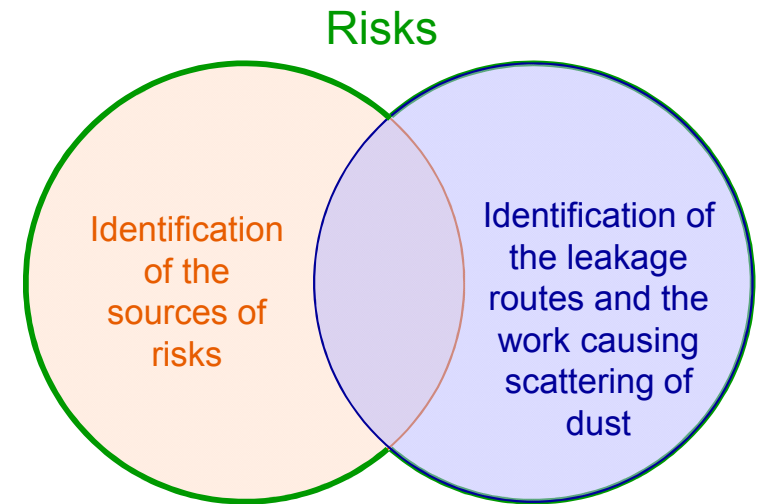 Risks
Identification
of the
sources of
risks
Identification of
the leakage
routes and the
work causing
scattering of
dust